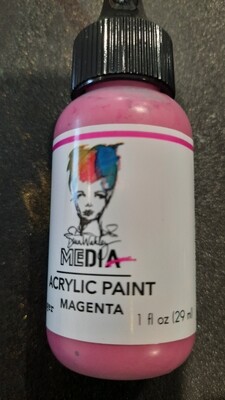 MEDIA
ACRYLIC PAINT
MAGENTA
1 fl oz (29 ml